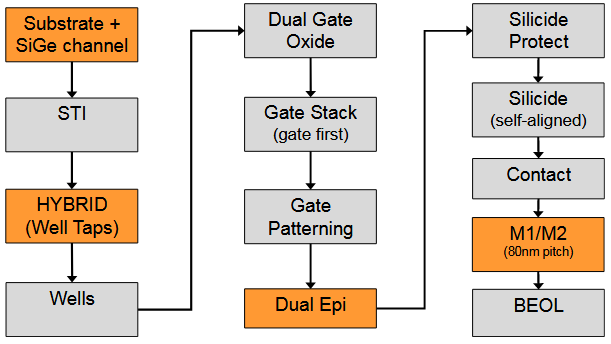 Substrate +
SiGe channel
STI
HYBRID
(Well Taps)
Wells
Dual Gate
Oxide
Gate Stack
(gate first)
Gate
Patterning
Dual Epi
Silicide
Protect
Silicide
(self-aligned)
Contact
M1/M2
(80nm pitch)
BEOL